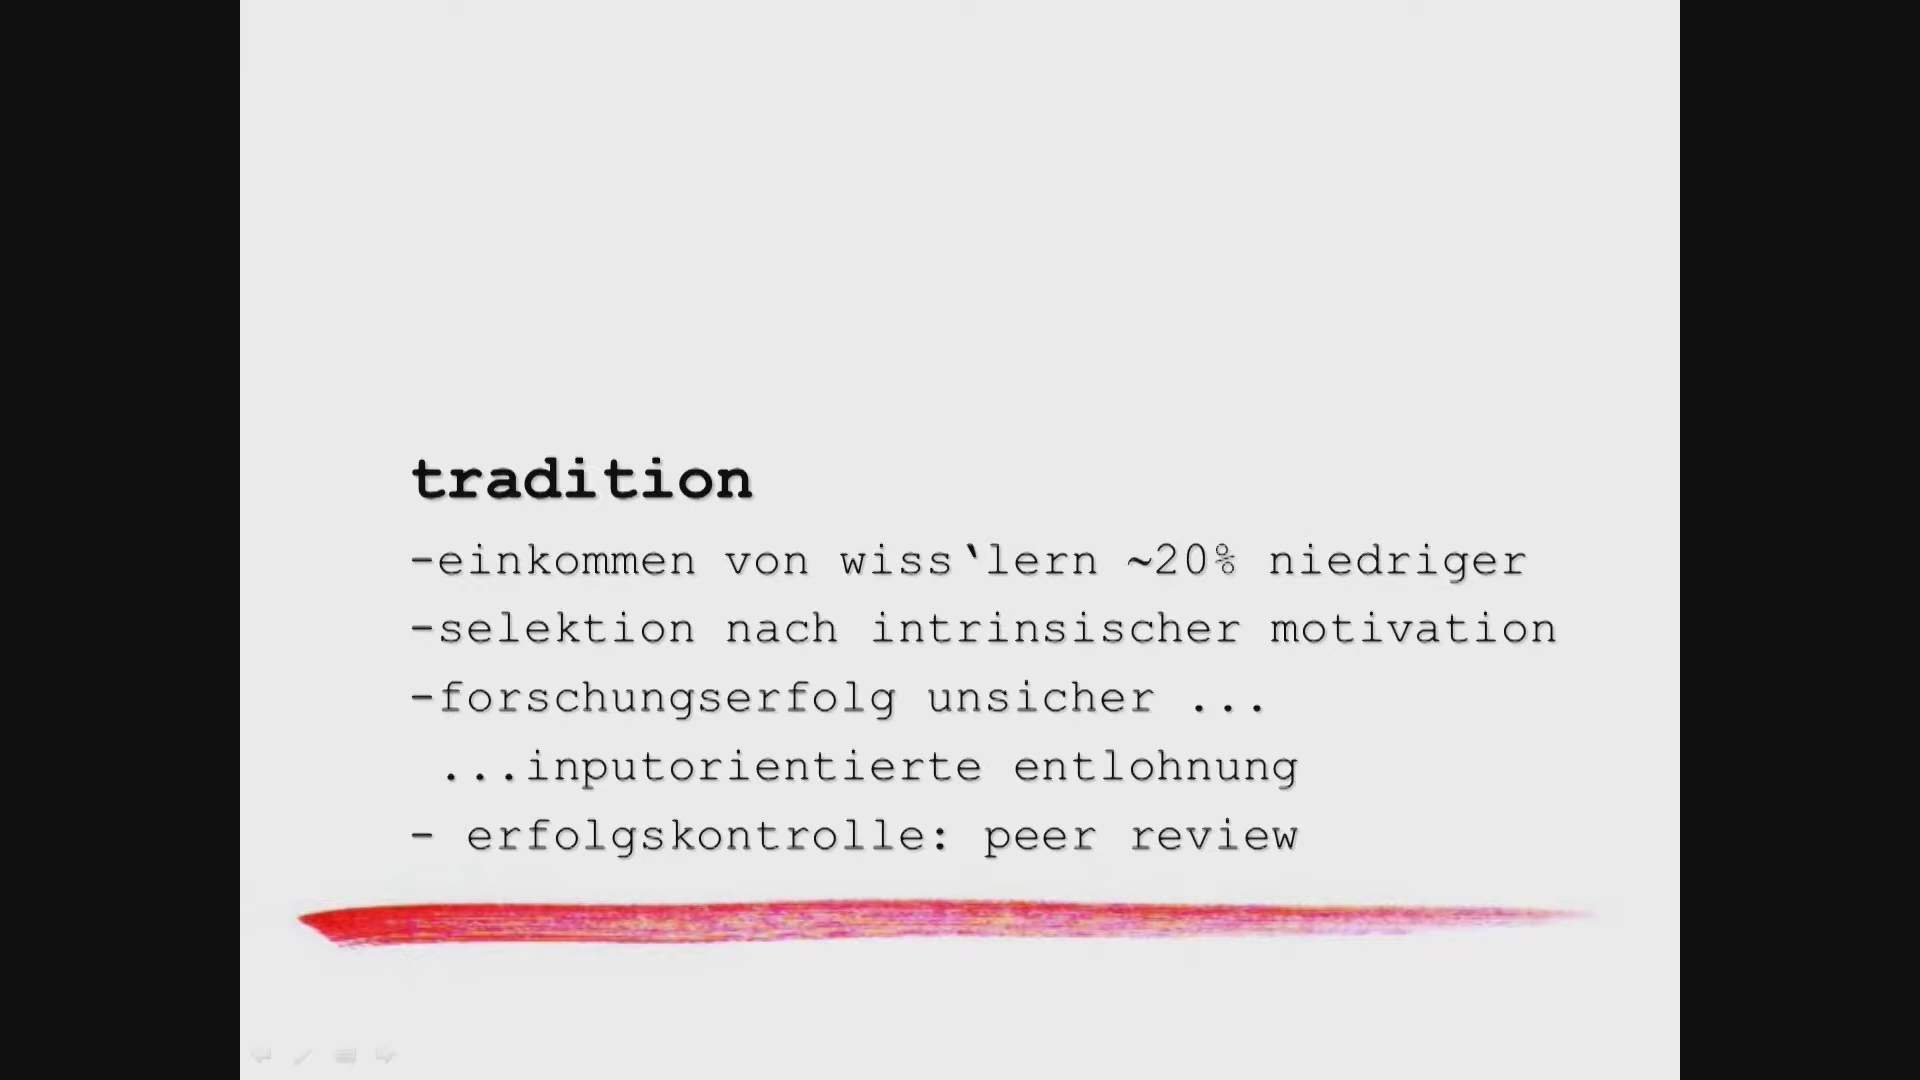 tradition
-einkommen von wiss‘lern ~20% niedriger
-selektion nach intrinsischer motivation
-forschungserfolg unsicher ...
...inputorientierte entlohnung
- erfolgskontrolle: peer review